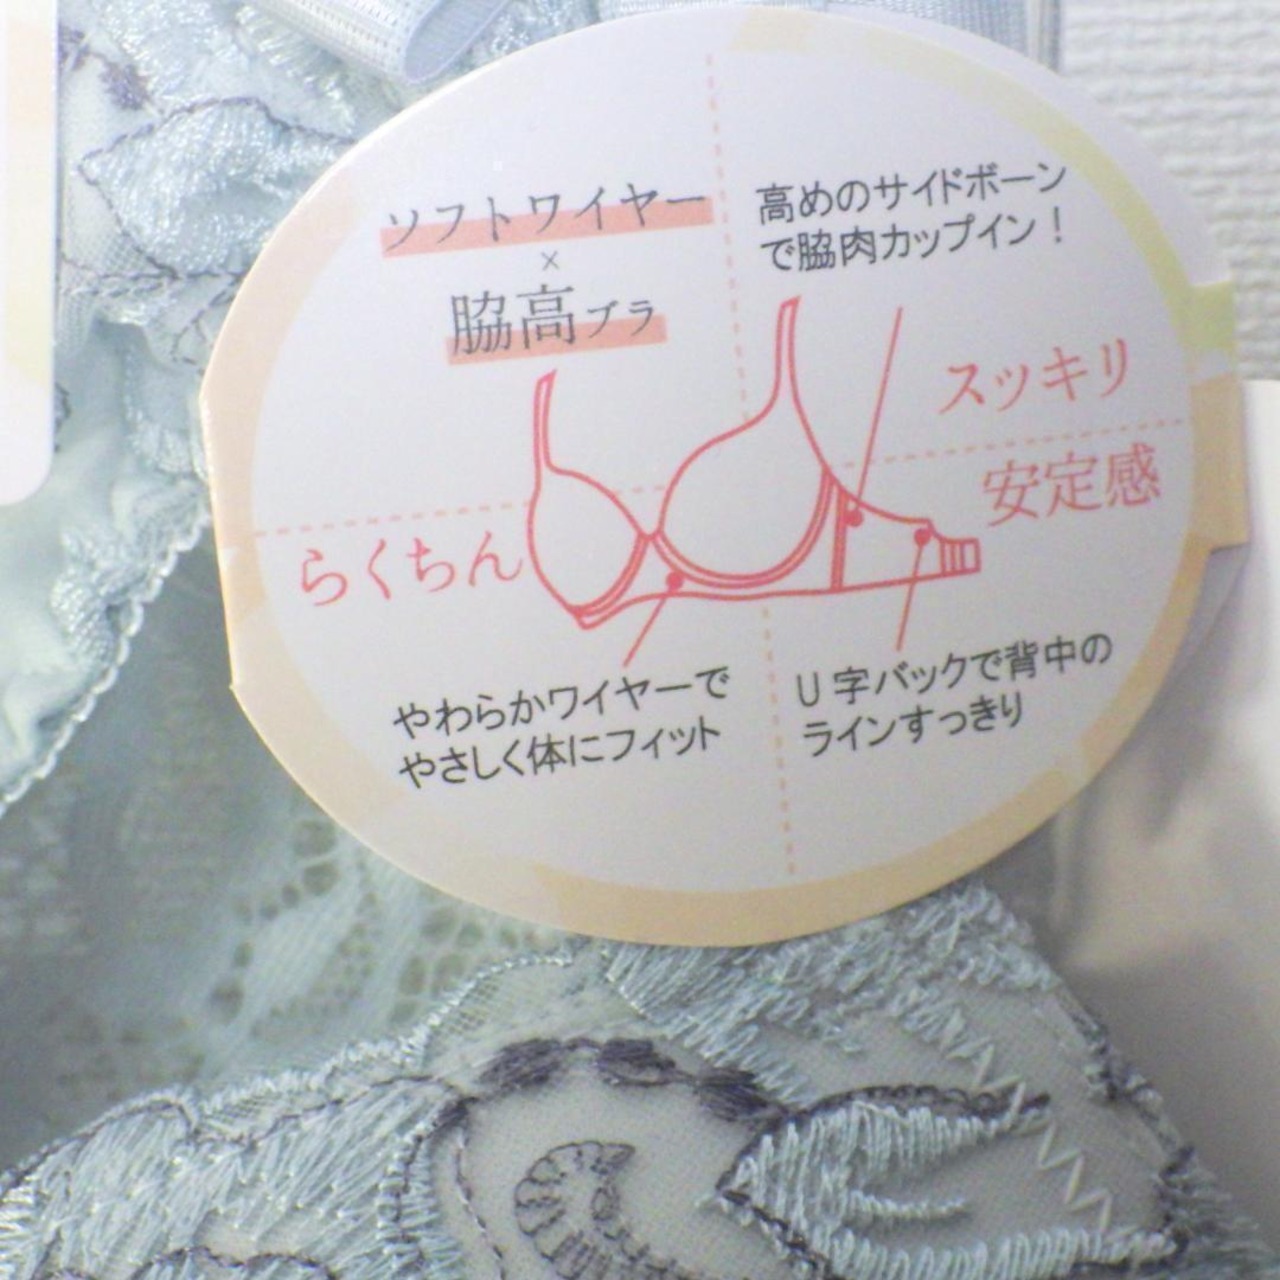 ソフトワイヤー
×
脇高ブラ
高めのサイドボーン
で脇肉カップイン！
スッキリ
安定感
らくちん
やわらかワイヤーで
やさしく体にフィット
U字バックで背中の
ラインすっきり